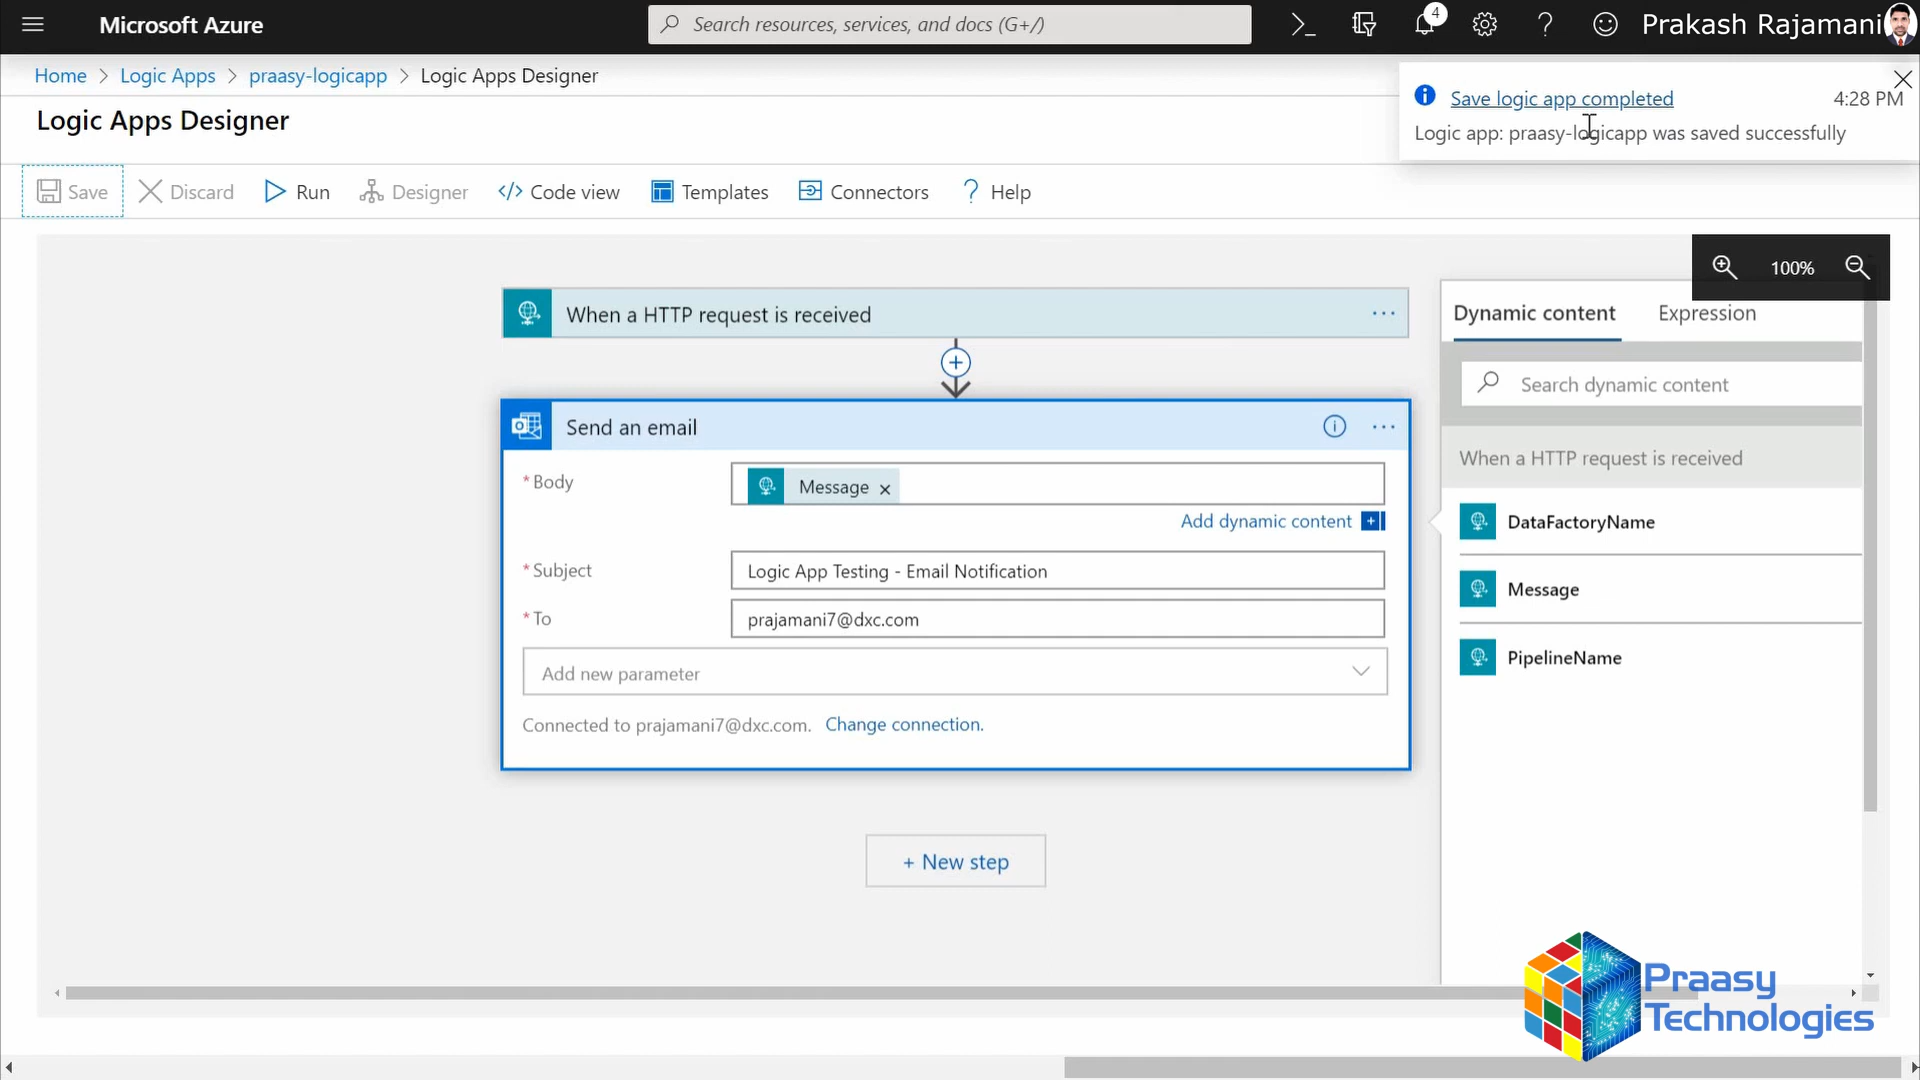 Microsoft Azure
Search resources, services, and docs (G+/)
4
Prakash Rajamani
Home > Logic Apps > praasy-logicapp > Logic Apps Designer
Save logic app completed
4:28 PM
Logic app: praasy-logicapp was saved successfully
Logic Apps Designer
Save
Discard
Run
Designer
Code view
Templates
Connectors
Help
100%
When a HTTP request is received
Dynamic content
Expression
Search dynamic content
Send an email
When a HTTP request is received
* Body
Message
Add dynamic content
DataFactoryName
* Subject
Logic App Testing - Email Notification
Message
* To
prajamani7@dxc.com
PipelineName
Add new parameter
Connected to prajamani7@dxc.com. Change connection.
+ New step
Praasy
Technologies